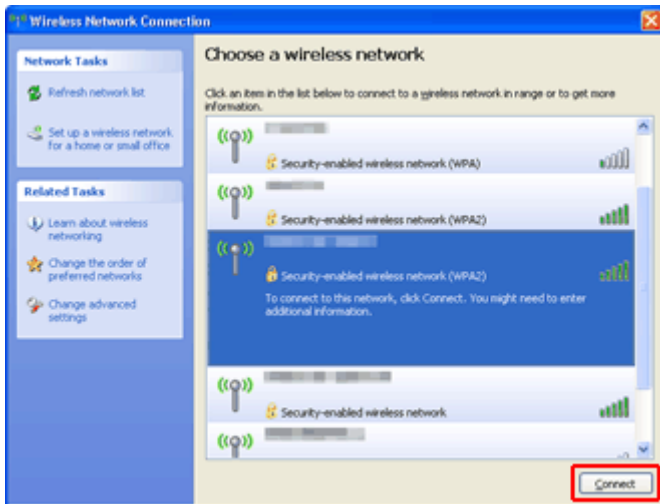 Wireless Network Connection
Network Tasks
Refresh network list
Set up a wireless network
for a home or small office
Related Tasks
Learn about wireless
networking
Change the order of
preferred networks
Change advanced
settings
Choose a wireless network
Click an item in the list below to connect to a wireless network in range or to get more
information.
Security-enabled wireless network (WPA)
Security-enabled wireless network (WPA2)
Security-enabled wireless network (WPA2)
To connect to this network, click Connect. You might need to enter
additional information.
Security-enabled wireless network
Connect